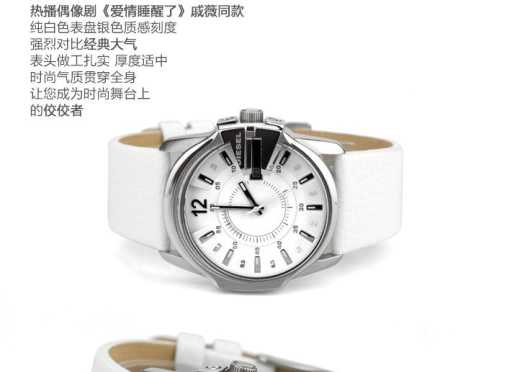 热播偶像剧《爱情睡醒了》戚薇同款
纯白色表盘银色质感刻度
强烈对比经典大气
表头做工扎实 厚度适中
时尚气质贯穿全身
让您成为时尚舞台上
的佼佼者
DIESEL
12